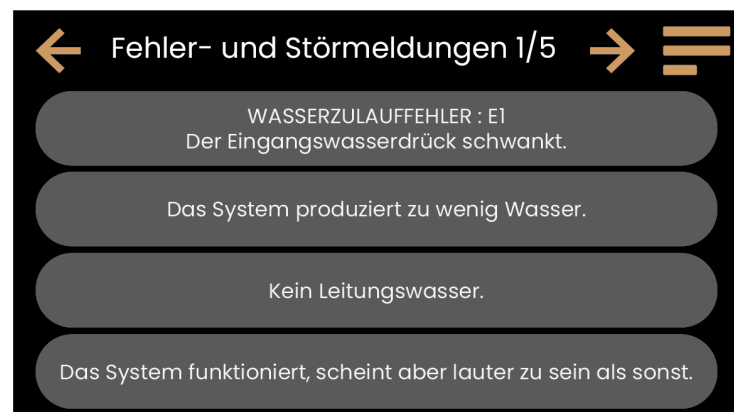 Fehler- und Störmeldungen 1/5
WASSERZULAUFFEHLER : E1
Der Eingangswasserdrück schwankt.
Das System produziert zu wenig Wasser.
Kein Leitungswasser.
Das System funktioniert, scheint aber lauter zu sein als sonst.